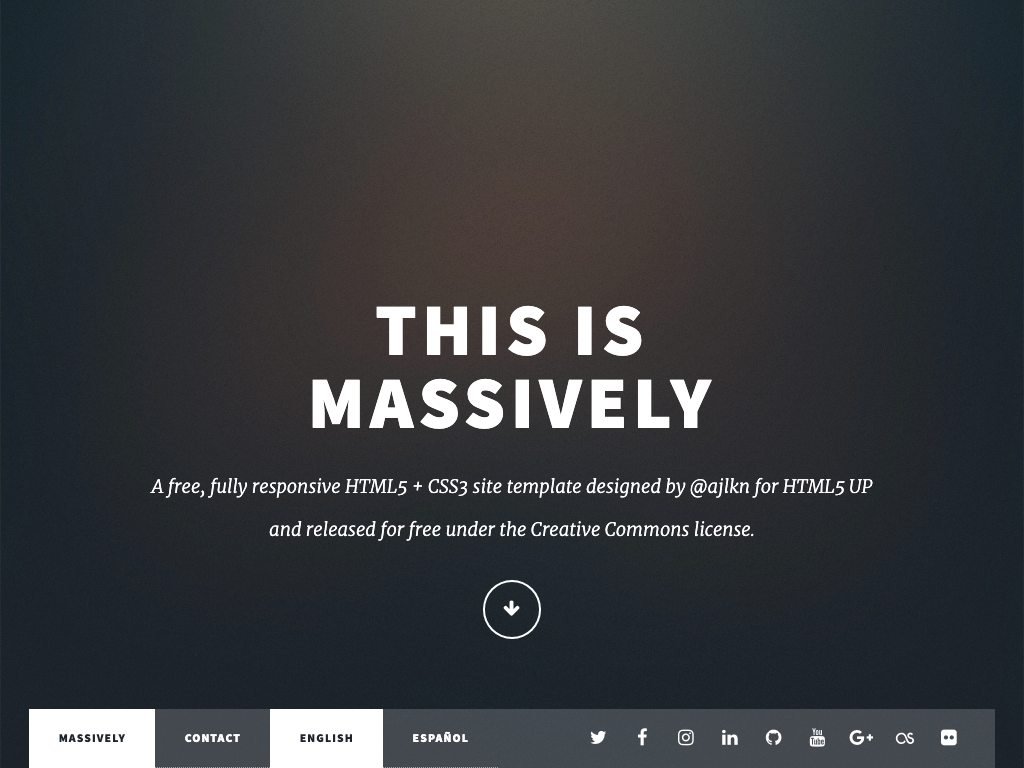 THIS IS
MASSIVELY
A free, fully responsive HTML5 + CSS3 site template designed by @ajlkn for HTML5 UP
and released for free under the Creative Commons license.
MASSIVELY CONTACT ENGLISH ESPAÑOL You Tube G+